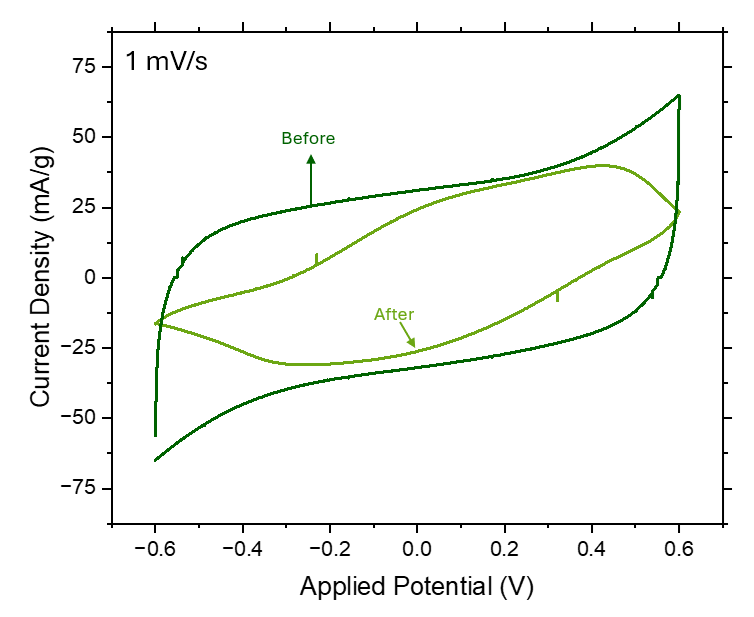 1 mV/s
Before
After
Current Density (mA/g)
75
50
25
0
−25
−50
−75
−0.6 −0.4 −0.2 0.0 0.2 0.4 0.6
Applied Potential (V)